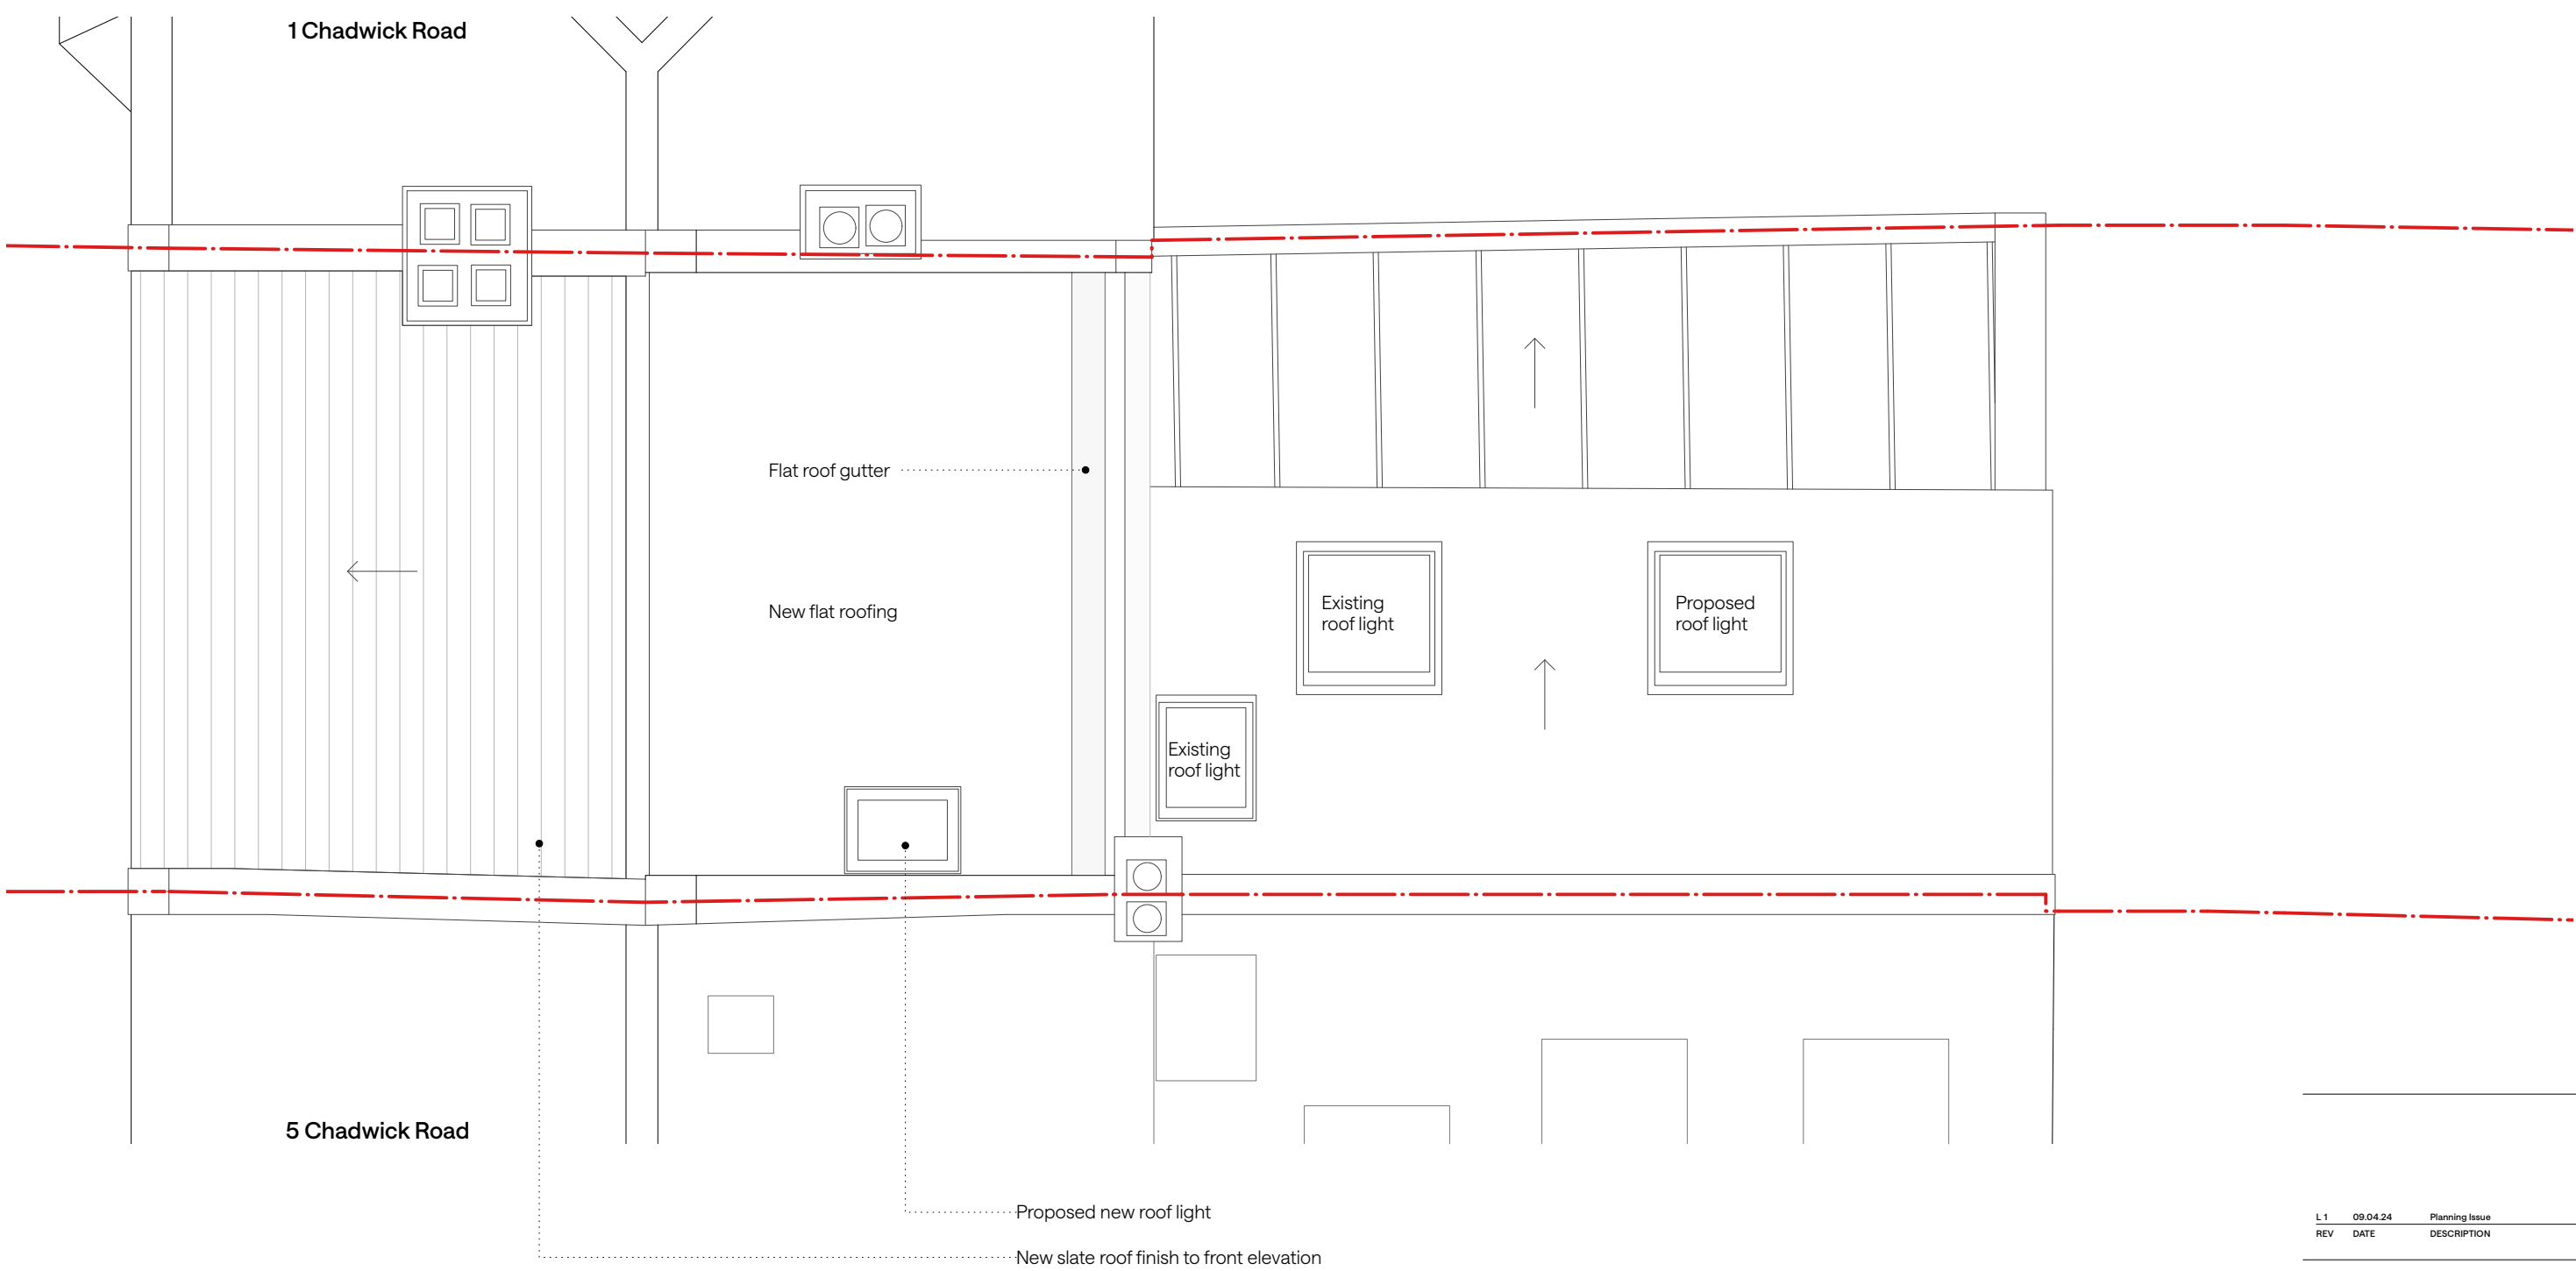 1 Chadwick Road
Flat roof gutter
New flat roofing
Existing
roof light
Proposed
roof light
Existing
roof light
5 Chadwick Road
Proposed new roof light
New slate roof finish to front elevation
L 1 09.04.24 Planning Issue
REV DATE DESCRIPTION